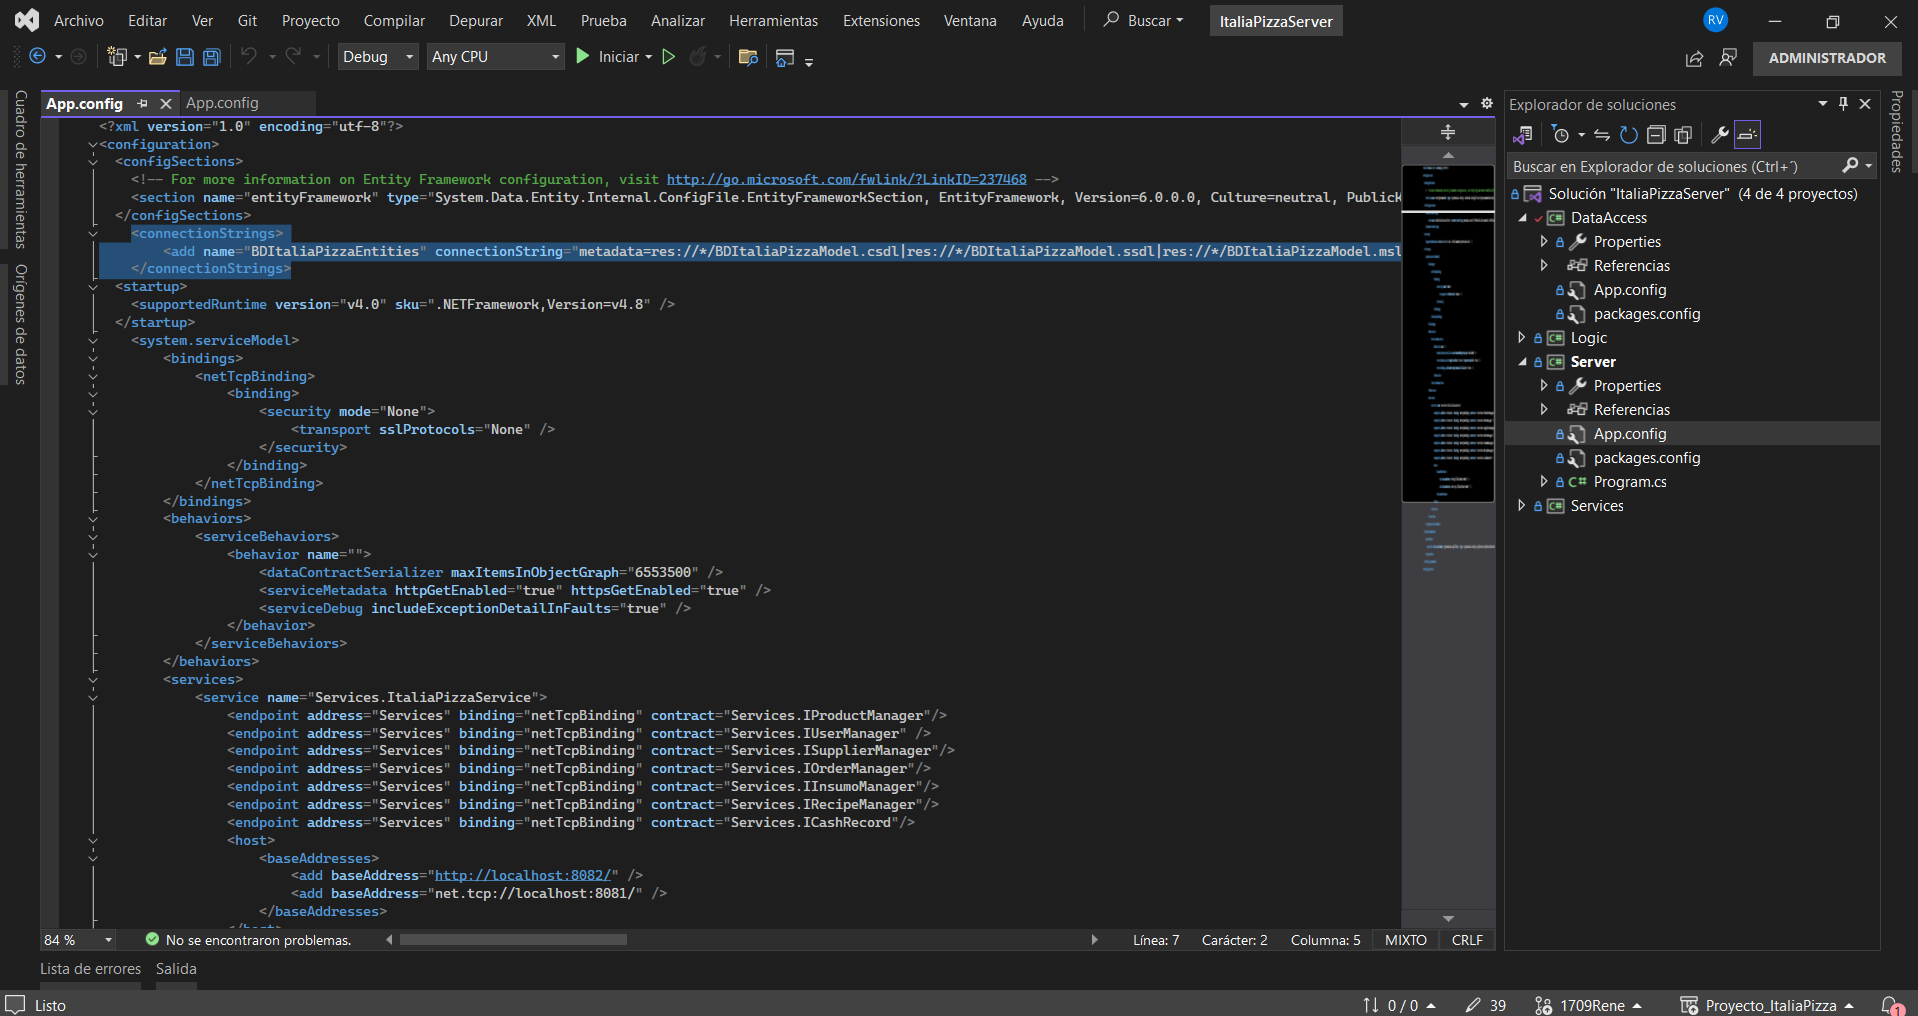 Archivo Editar Ver Git Proyecto Compilar Depurar XML Prueba Analizar Herramientas Extensiones Ventana Ayuda Buscar ItaliaPizzaServer RV
Debug Any CPU Iniciar ADMINISTRADOR
Cuadro de herramientas
Orígenes de datos
App.config App.config
<?xml version="1.0" encoding="utf-8"?>
<configuration>
<configSections>
<!-- For more information on Entity Framework configuration, visit http://go.microsoft.com/fwlink/?LinkID=237468 -->
<section name="entityFramework" type="System.Data.Entity.Internal.ConfigFile.EntityFrameworkSection, EntityFramework, Version=6.0.0.0, Culture=neutral, PublicK
</configSections>
<connectionStrings>
<add name="BDItaliaPizzaEntities" connectionString="metadata=res://*/BDItaliaPizzaModel.csdl|res://*/BDItaliaPizzaModel.ssdl|res://*/BDItaliaPizzaModel.msl
</connectionStrings>
<startup>
<supportedRuntime version="v4.0" sku=".NETFramework,Version=v4.8" />
</startup>
<system.serviceModel>
<bindings>
<netTcpBinding>
<binding>
<security mode="None">
<transport sslProtocols="None" />
</security>
</binding>
</netTcpBinding>
</bindings>
<behaviors>
<serviceBehaviors>
<behavior name="">
<dataContractSerializer maxItemsInObjectGraph="6553500" />
<serviceMetadata httpGetEnabled="true" httpsGetEnabled="true" />
<serviceDebug includeExceptionDetailInFaults="true" />
</behavior>
</serviceBehaviors>
</behaviors>
<services>
<service name="Services.ItaliaPizzaService">
<endpoint address="Services" binding="netTcpBinding" contract="Services.IProductManager"/>
<endpoint address="Services" binding="netTcpBinding" contract="Services.IUserManager" />
<endpoint address="Services" binding="netTcpBinding" contract="Services.ISupplierManager"/>
<endpoint address="Services" binding="netTcpBinding" contract="Services.IOrderManager"/>
<endpoint address="Services" binding="netTcpBinding" contract="Services.IInsumoManager"/>
<endpoint address="Services" binding="netTcpBinding" contract="Services.IRecipeManager"/>
<endpoint address="Services" binding="netTcpBinding" contract="Services.ICashRecord"/>
<host>
<baseAddresses>
<add baseAddress="http://localhost:8082/" />
<add baseAddress="net.tcp://localhost:8081/" />
</baseAddresses>
84 % No se encontraron problemas. Línea: 7 Carácter: 2 Columna: 5 MIXTO CRLF
Explorador de soluciones
Buscar en Explorador de soluciones (Ctrl+´)
Solución "ItaliaPizzaServer" (4 de 4 proyectos)
DataAccess
Properties
Referencias
App.config
packages.config
Logic
Server
Properties
Referencias
App.config
packages.config
Program.cs
Services
Propiedades
Lista de errores Salida
Listo 0 / 0 39 1709Rene Proyecto_ItaliaPizza 1